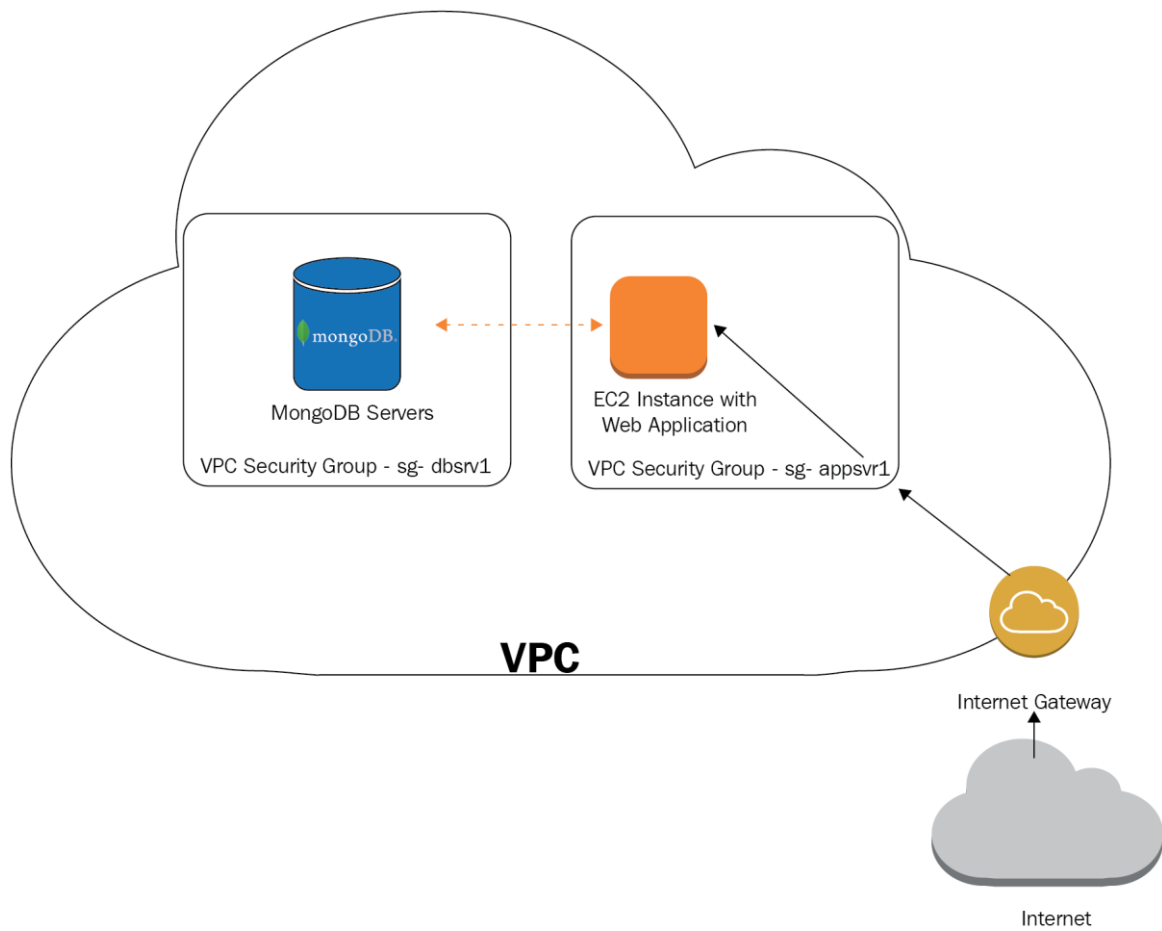 mongoDB®
MongoDB Servers
VPC Security Group - sg- dbsrv1
EC2 Instance with
Web Application
VPC Security Group - sg- appsvr1
VPC
Internet Gateway
Internet